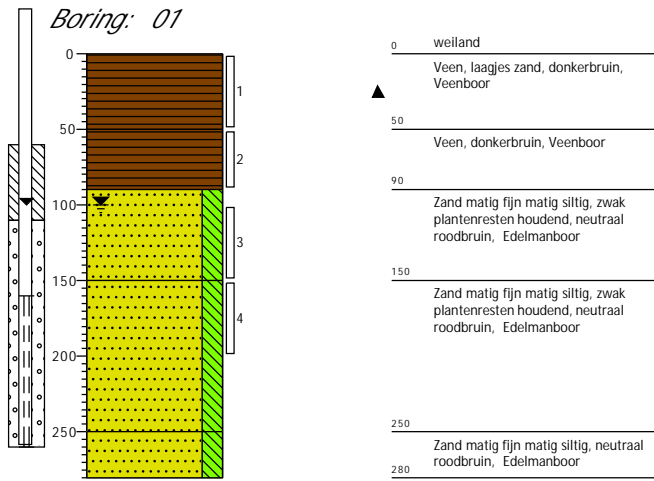 Boring: 01
0
50
100
150
200
250
1
2
3
4
0
weiland
Veen, laagjes zand, donkerbruin,
Veenboor
50
Veen, donkerbruin, Veenboor
90
Zand matig fijn matig siltig, zwak
plantenresten houdend, neutraal
roodbruin, Edelmanboor
150
Zand matig fijn matig siltig, zwak
plantenresten houdend, neutraal
roodbruin, Edelmanboor
250
Zand matig fijn matig siltig, neutraal
roodbruin, Edelmanboor
280